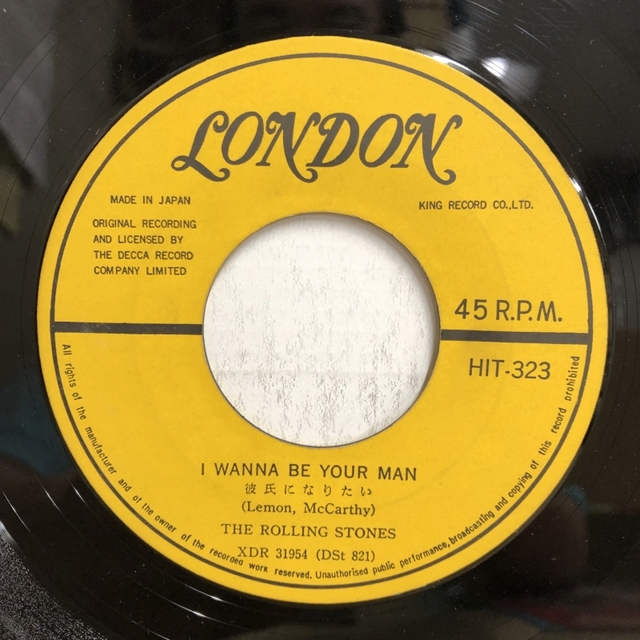 LONDON
MADE IN JAPAN
KING RECORD CO.,LTD.
ORIGINAL RECORDING
AND LICENSED BY
THE DECCA RECORD
COMPANY LIMITED
45 R.P.M.
HIT-323
I WANNA BE YOUR MAN
彼氏になりたい
(Lemon, McCarthy)
THE ROLLING STONES
XDR 31954 (DSt 821)
All rights of the manufacturer and of the owner of the recorded work reserved. Unauthorised public performance, broadcasting and copying of this record prohibited